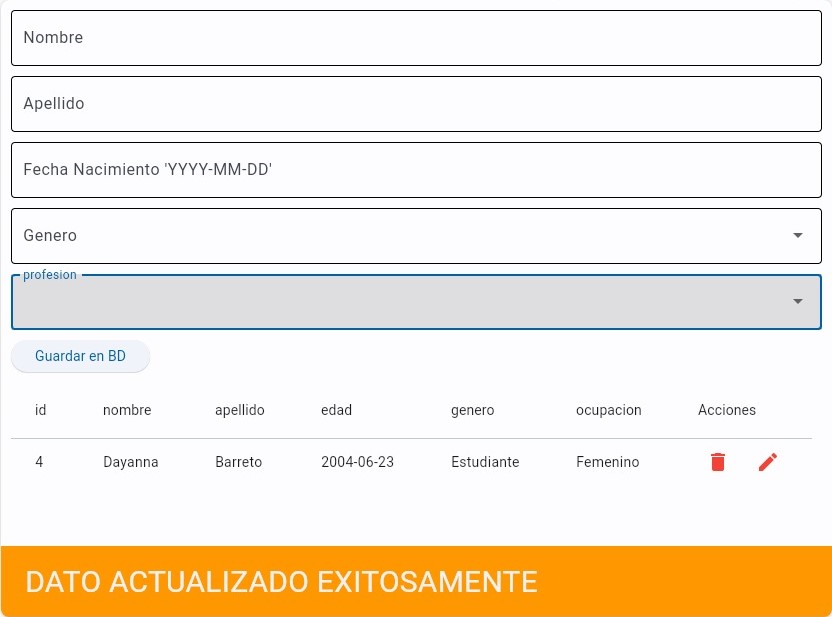 Nombre
Apellido
Fecha Nacimiento 'YYYY-MM-DD'
Genero
profesion
Guardar en BD
id nombre apellido edad genero ocupacion Acciones
4 Dayanna Barreto 2004-06-23 Estudiante Femenino
DATO ACTUALIZADO EXITOSAMENTE